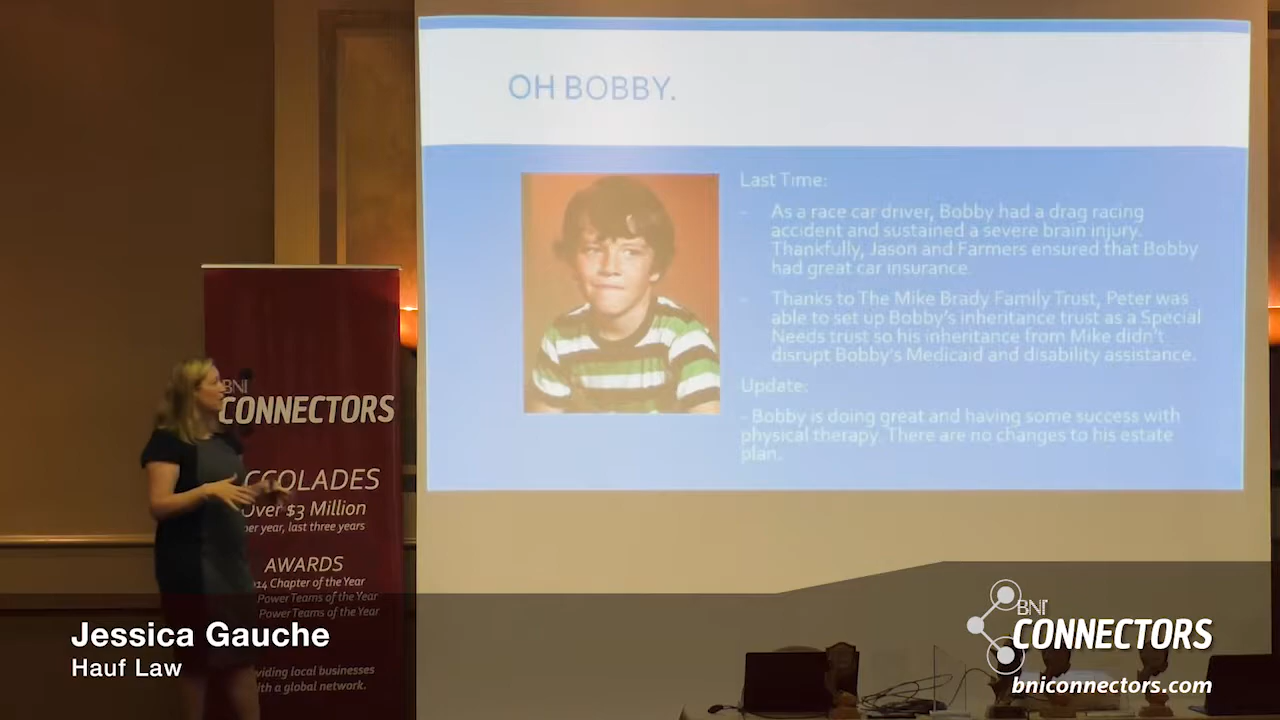 OH BOBBY.
Last Time:
- As a race car driver, Bobby had a drag racing
accident and sustained a severe brain injury.
Thankfully, Jason and Farmers ensured that Bobby
had great car insurance.
- Thanks to The Mike Brady Family Trust, Peter was
able to set up Bobby's inheritance trust as a Special
Needs trust so his inheritance from Mike didn't
disrupt Bobby's Medicaid and disability assistance.
Update:
- Bobby is doing great and having some success with
physical therapy. There are no changes to his estate
plan.
BNI
CONNECTORS
CCOLADES
Over $3 Million
per year, last three years
AWARDS
014 Chapter of the Year
Power Teams of the Year
Power Teams of the Year
viding local businesses
ith a global network.
Jessica Gauche
Hauf Law
BNI
CONNECTORS
bniconnectors.com